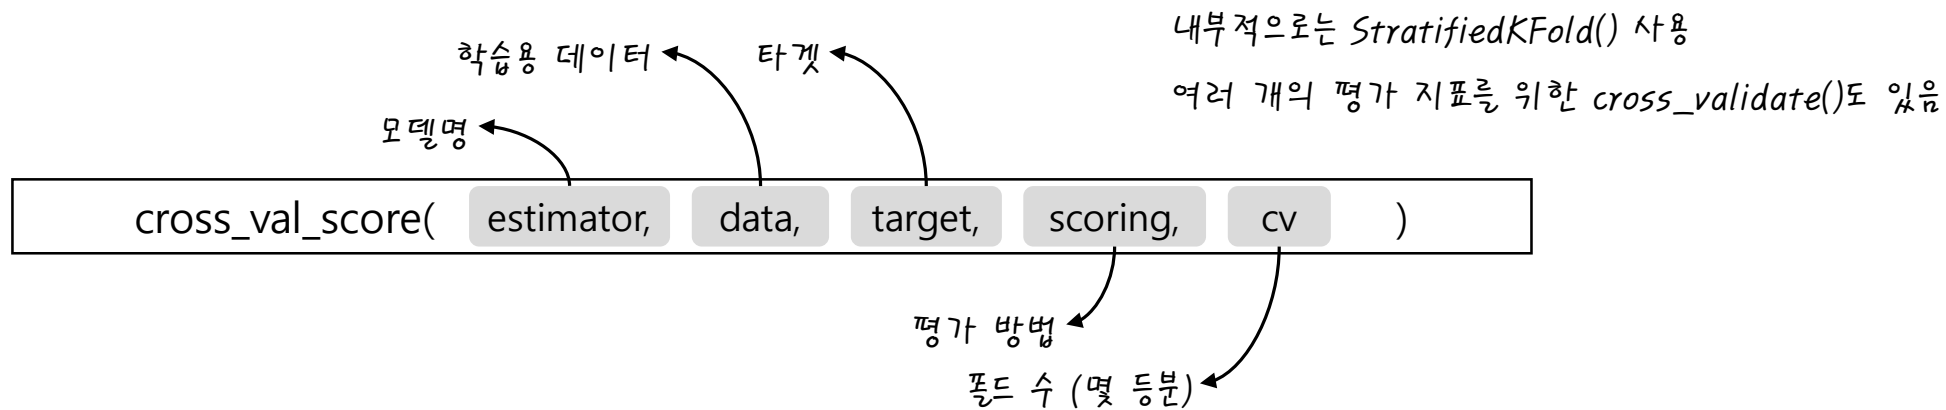 내부적으로는 StratifiedKFold() 사용
여러 개의 평가 지표를 위한 cross_validate()도 있음
학습용 데이터
타겟
모델명
cross_val_score( estimator, data, target, scoring, cv )
평가 방법
폴드 수 (몇 등분)